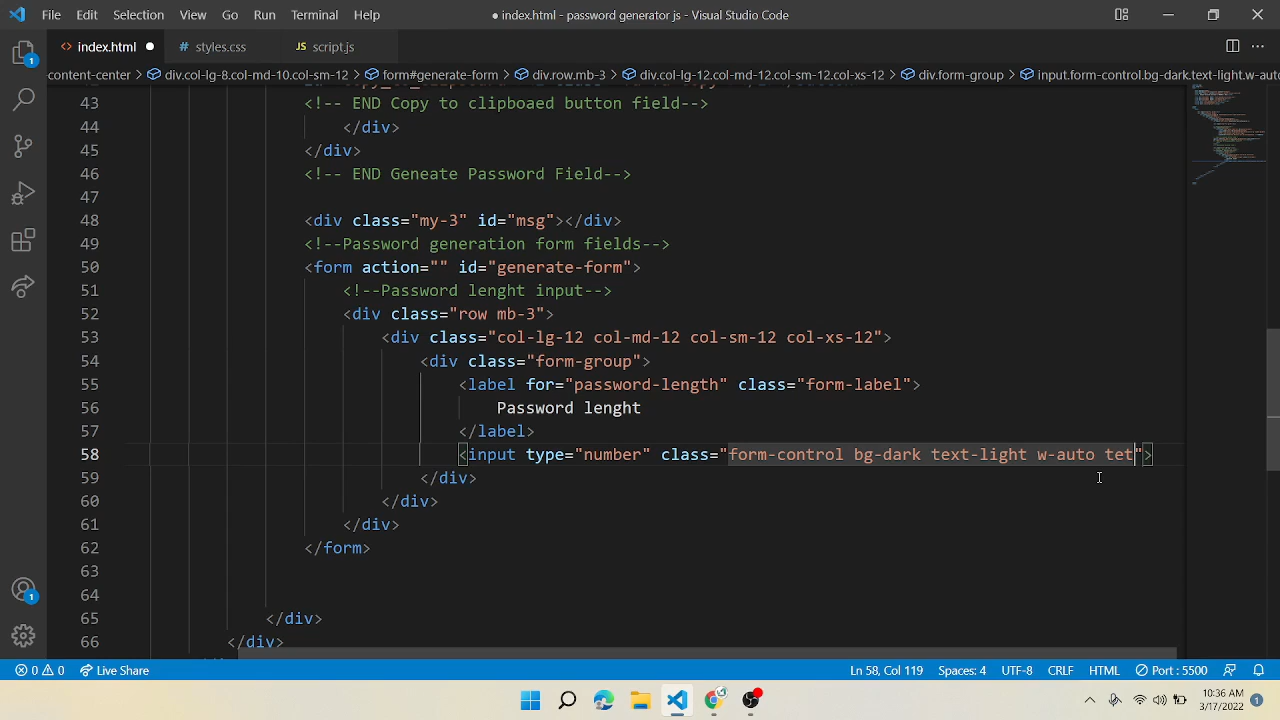 File Edit Selection View Go Run Terminal Help
● index.html - password generator js - Visual Studio Code
<> index.html ●
# styles.css
JS script.js
content-center > div.col-lg-8.col-md-10.col-sm-12 > form#generate-form > div.row.mb-3 > div.col-lg-12.col-md-12.col-sm-12.col-xs-12 > div.form-group > input.form-control.bg-dark.text-light.w-auto
43 <!-- END Copy to clipboaed button field-->
44 </div>
45 </div>
46 <!-- END Geneate Password Field-->
47
48 <div class="my-3" id="msg"></div>
49 <!--Password generation form fields-->
50 <form action="" id="generate-form">
51 <!--Password lenght input-->
52 <div class="row mb-3">
53 <div class="col-lg-12 col-md-12 col-sm-12 col-xs-12">
54 <div class="form-group">
55 <label for="password-length" class="form-label">
56 Password lenght
57 </label>
58 <input type="number" class="form-control bg-dark text-light w-auto tet">
59 </div>
60 </div>
61 </div>
62 </form>
63
64
65 </div>
66 </div>
1
1
0 0 Live Share
Ln 58, Col 119 Spaces: 4 UTF-8 CRLF HTML Port : 5500
10:36 AM
3/17/2022
1